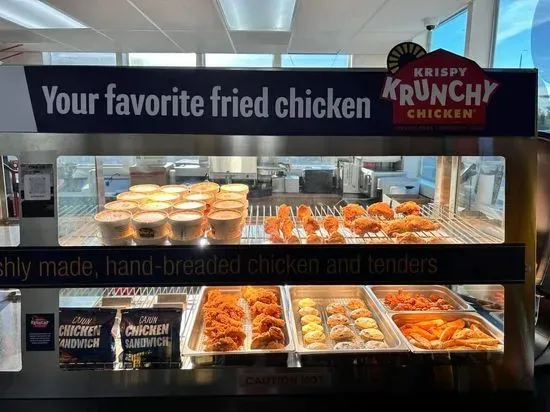 Your favorite fried chicken
KRISPY
KRUNCHY
CHICKEN
shly made, hand-breaded chicken and tenders
CAJUN
CHICKEN
SANDWICH
CAJUN
CHICKEN
SANDWICH
CAUTION HOT